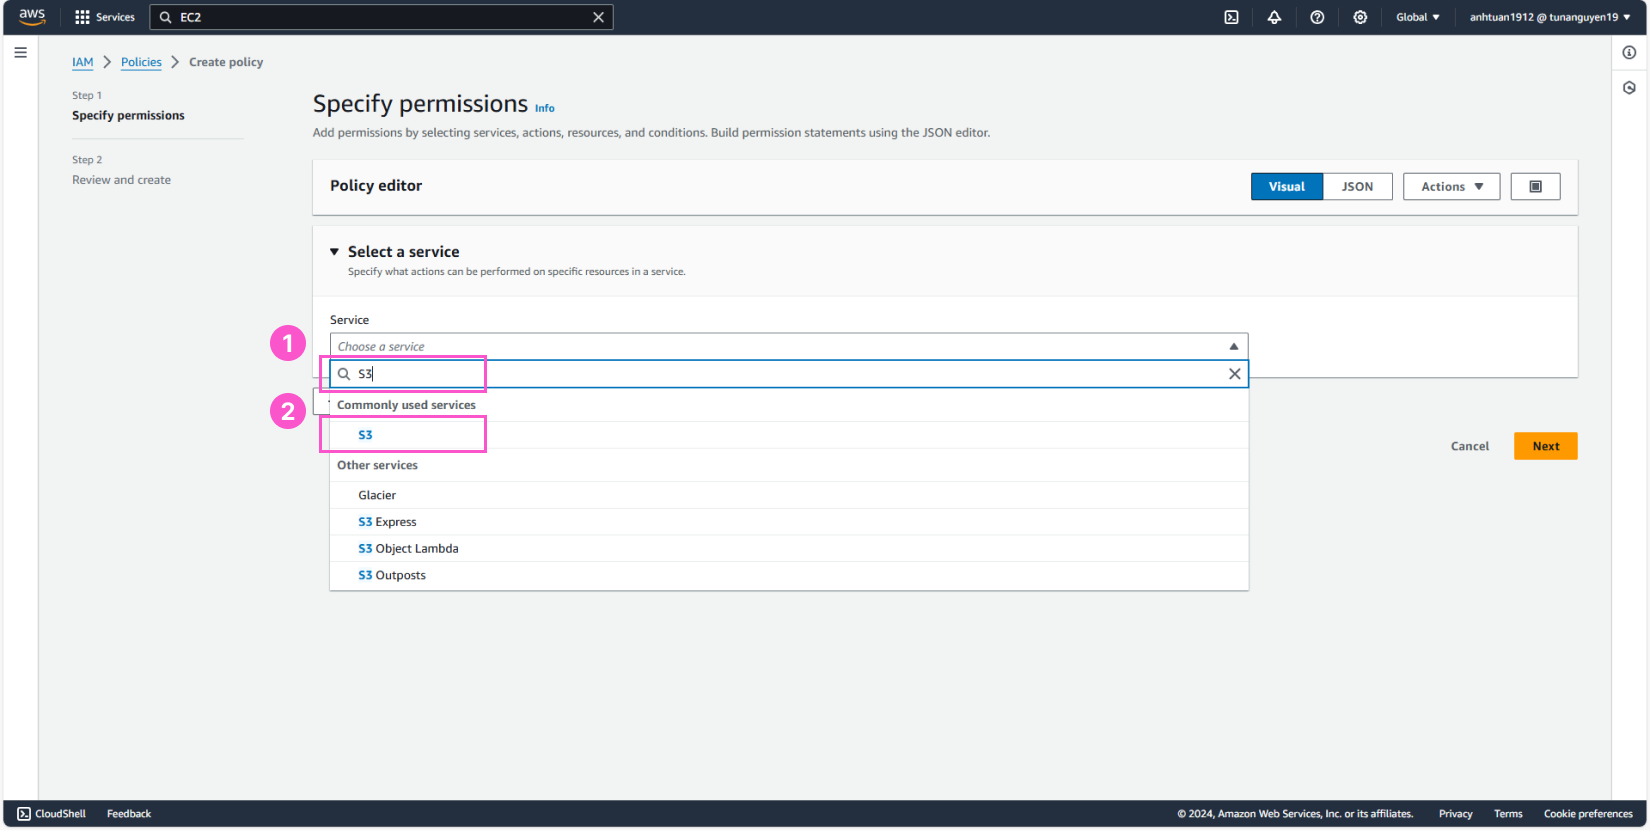 aws Services EC2 Global anhtuan1912 @ tunanguyen19
IAM Policies Create policy
Step 1
Specify permissions
Step 2
Review and create
Specify permissions Info
Add permissions by selecting services, actions, resources, and conditions. Build permission statements using the JSON editor.
Policy editor Visual JSON Actions
Select a service
Specify what actions can be performed on specific resources in a service.
Service
1
Choose a service
S3
2
Commonly used services
S3
Other services
Glacier
S3 Express
S3 Object Lambda
S3 Outposts
Cancel Next
CloudShell Feedback © 2024, Amazon Web Services, Inc. or its affiliates. Privacy Terms Cookie preferences